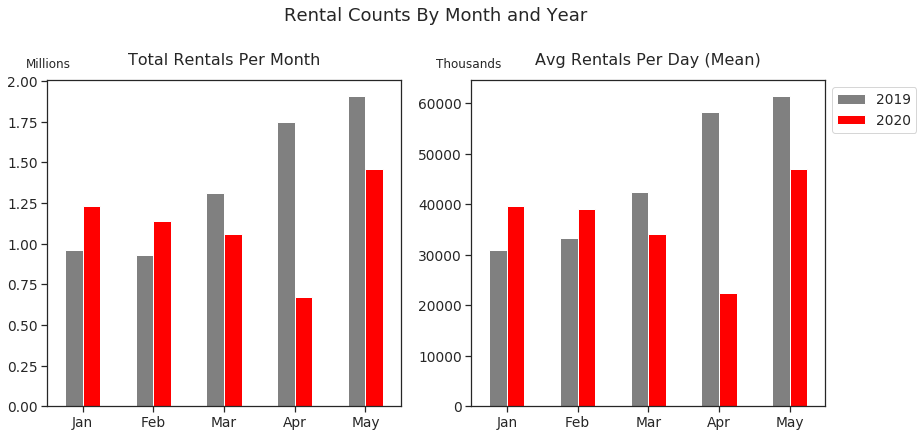 Rental Counts By Month and Year
Millions
Total Rentals Per Month
2.00
1.75
1.50
1.25
1.00
0.75
0.50
0.25
0.00
Jan Feb Mar Apr May
Thousands
Avg Rentals Per Day (Mean)
60000
50000
40000
30000
20000
10000
0
Jan Feb Mar Apr May
2019
2020